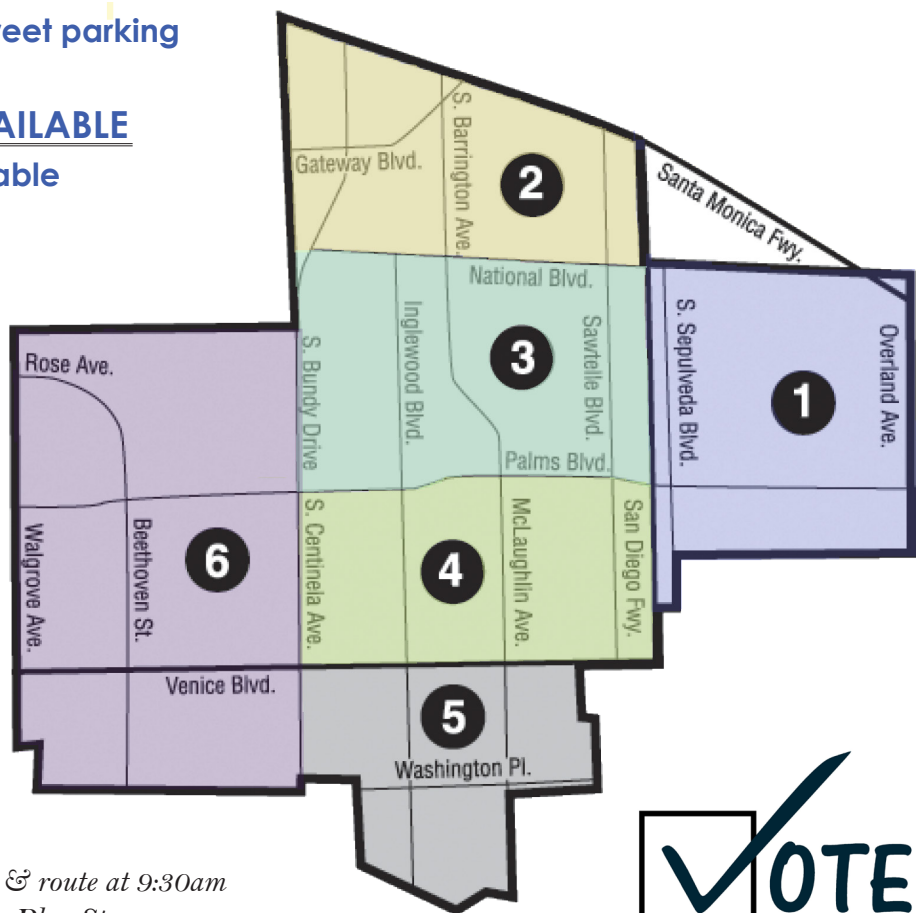 reet parking
AILABLE
able
Gateway Blvd.
S. Barrington Ave.
2
Santa Monica Fwy.
National Blvd.
Rose Ave.
S. Bundy Drive
Inglewood Blvd.
3
Sawtelle Blvd.
S. Sepulveda Blvd.
1
Overland Ave.
Palms Blvd.
Walgrove Ave.
Beethoven St.
6
S. Centinela Ave.
4
McLaughlin Ave.
San Diego Fwy.
Venice Blvd.
5
Washington Pl.
VOTE
& route at 9:30am